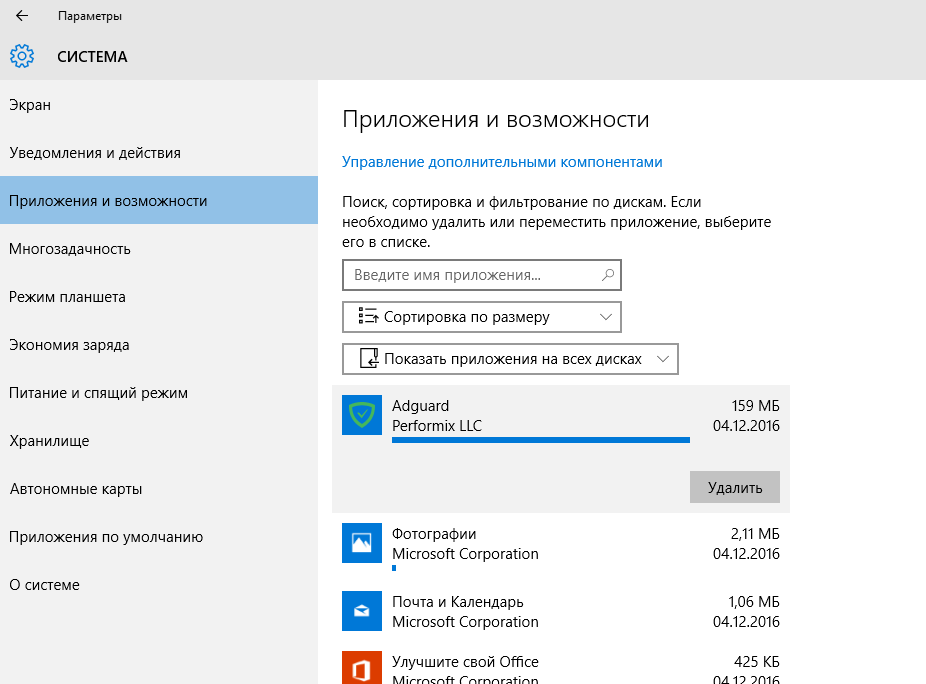 Параметры
СИСТЕМА
Экран
Уведомления и действия
Приложения и возможности
Многозадачность
Режим планшета
Экономия заряда
Питание и спящий режим
Хранилище
Автономные карты
Приложения по умолчанию
О системе
Приложения и возможности
Управление дополнительными компонентами
Поиск, сортировка и фильтрование по дискам. Если
необходимо удалить или переместить приложение, выберите
его в списке.
Введите имя приложения...
Сортировка по размеру
Показать приложения на всех дисках
Adguard 159 МБ
Performix LLC 04.12.2016
Удалить
Фотографии 2,11 МБ
Microsoft Corporation 04.12.2016
Почта и Календарь 1,06 МБ
Microsoft Corporation 04.12.2016
Улучшите свой Office 425 КБ
Microsoft Corporation 04.12.2016